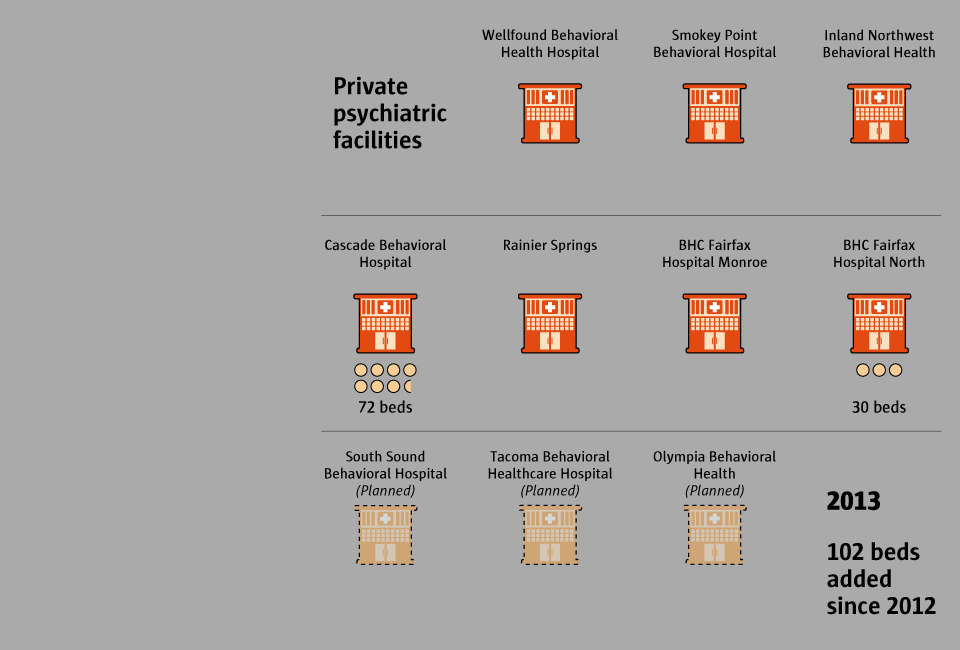 Private
psychiatric
facilities
Wellfound Behavioral
Health Hospital
Smokey Point
Behavioral Hospital
Inland Northwest
Behavioral Health
Cascade Behavioral
Hospital
72 beds
Rainier Springs
BHC Fairfax
Hospital Monroe
BHC Fairfax
Hospital North
30 beds
South Sound
Behavioral Hospital
(Planned)
Tacoma Behavioral
Healthcare Hospital
(Planned)
Olympia Behavioral
Health
(Planned)
2013
102 beds
added
since 2012